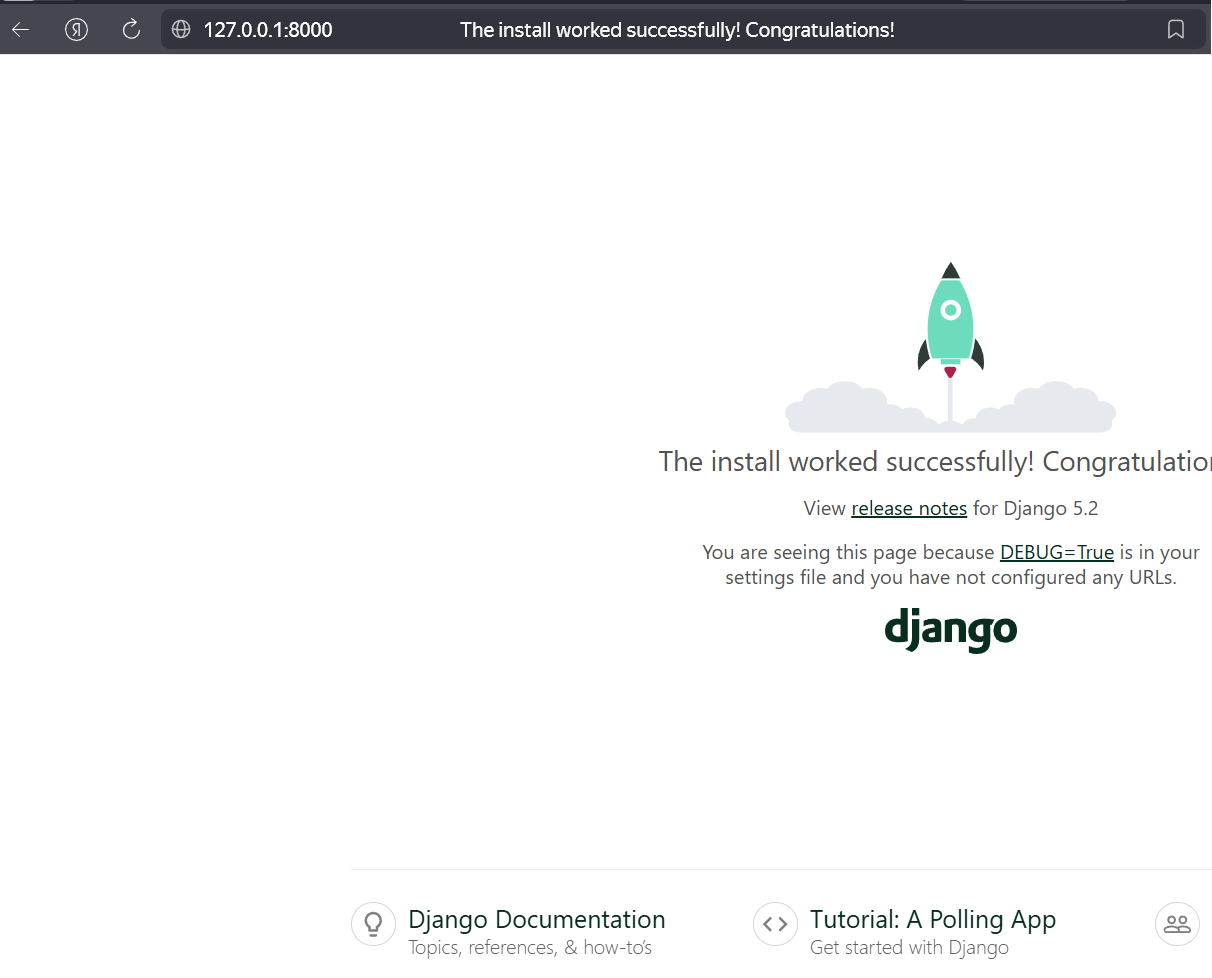 Я
127.0.0.1:8000
The install worked successfully! Congratulations!
The install worked successfully! Congratulation
View release notes for Django 5.2
You are seeing this page because DEBUG=True is in your
settings file and you have not configured any URLs.
django
Django Documentation
Topics, references, & how-to’s
Tutorial: A Polling App
Get started with Django